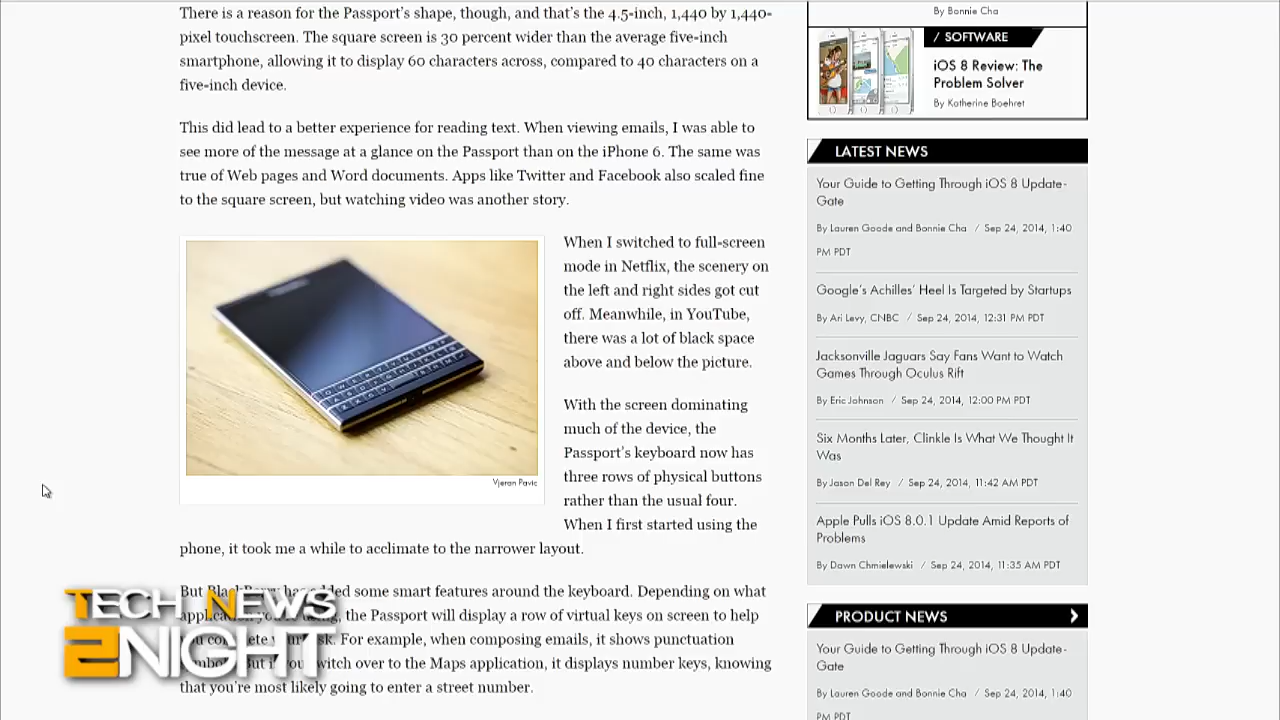 There is a reason for the Passport's shape, though, and that's the 4.5-inch, 1,440 by 1,440-
pixel touchscreen. The square screen is 30 percent wider than the average five-inch
smartphone, allowing it to display 60 characters across, compared to 40 characters on a
five-inch device.
This did lead to a better experience for reading text. When viewing emails, I was able to
see more of the message at a glance on the Passport than on the iPhone 6. The same was
true of Web pages and Word documents. Apps like Twitter and Facebook also scaled fine
to the square screen, but watching video was another story.
When I switched to full-screen
mode in Netflix, the scenery on
the left and right sides got cut
off. Meanwhile, in YouTube,
there was a lot of black space
above and below the picture.
Vjeran Pavic
With the screen dominating
much of the device, the
Passport's keyboard now has
three rows of physical buttons
rather than the usual four.
When I first started using the
phone, it took me a while to acclimate to the narrower layout.
But some smart features around the keyboard. Depending on what
the Passport will display a row of virtual keys on screen to help
For example, when composing emails, it shows punctuation
switch over to the Maps application, it displays number keys, knowing
that you're most likely going to enter a street number.
TECH NEWS
2NIGHT
By Bonnie Cha
/ SOFTWARE
iOS 8 Review: The
Problem Solver
By Katherine Boehret
LATEST NEWS
Your Guide to Getting Through iOS 8 Update-
Gate
By Lauren Goode and Bonnie Cha / Sep 24, 2014, 1:40
PM PDT
Google's Achilles' Heel Is Targeted by Startups
By Ari Levy, CNBC / Sep 24, 2014, 12:31 PM PDT
Jacksonville Jaguars Say Fans Want to Watch
Games Through Oculus Rift
By Eric Johnson / Sep 24, 2014, 12:00 PM PDT
Six Months Later, Clinkle Is What We Thought It
Was
By Jason Del Rey / Sep 24, 2014, 11:42 AM PDT
Apple Pulls iOS 8.0.1 Update Amid Reports of
Problems
By Dawn Chmielewski / Sep 24, 2014, 11:35 AM PDT
PRODUCT NEWS
Your Guide to Getting Through iOS 8 Update-
Gate
By Lauren Goode and Bonnie Cha / Sep 24, 2014, 1:40
PM PDT